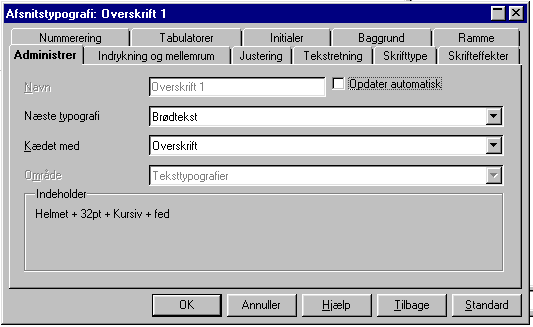 Afsnitstypografi: Overskrift 1
Nummerering Tabulatorer Initialer Baggrund Ramme
Administrer Indrykning og mellemrum Justering Tekstretning Skrifttype Skrifteffekter
Navn Overskrift 1 Opdater automatisk
Næste typografi Brødtekst
Kædet med Overskrift
Område Teksttypografier
Indeholder
Helmet + 32pt + Kursiv + fed
OK Annuller Hjælp Tilbage Standard